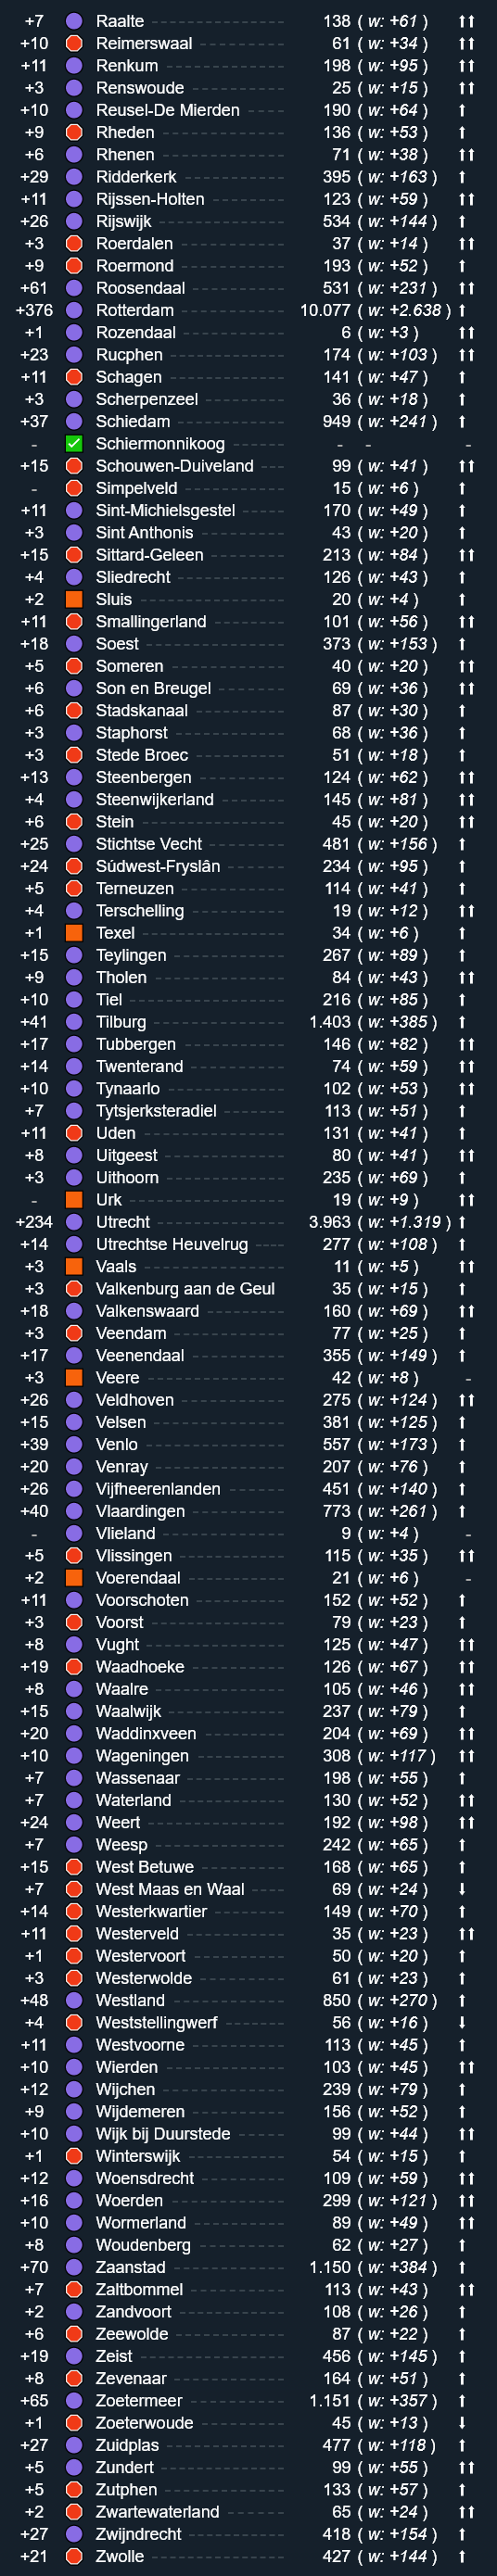 +7 Raalte 138 ( w: +61 ) ⬆⬆
+10 Reimerswaal 61 ( w: +34 ) ⬆⬆
+11 Renkum 198 ( w: +95 ) ⬆⬆
+3 Renswoude 25 ( w: +15 ) ⬆⬆
+10 Reusel-De Mierden 190 ( w: +64 ) ⬆
+9 Rheden 136 ( w: +53 ) ⬆
+6 Rhenen 71 ( w: +38 ) ⬆⬆
+29 Ridderkerk 395 ( w: +163 ) ⬆
+11 Rijssen-Holten 123 ( w: +59 ) ⬆⬆
+26 Rijswijk 534 ( w: +144 ) ⬆
+3 Roerdalen 37 ( w: +14 ) ⬆⬆
+9 Roermond 193 ( w: +52 ) ⬆
+61 Roosendaal 531 ( w: +231 ) ⬆⬆
+376 Rotterdam 10.077 ( w: +2.638 ) ⬆
+1 Rozendaal 6 ( w: +3 ) ⬆⬆
+23 Rucphen 174 ( w: +103 ) ⬆⬆
+11 Schagen 141 ( w: +47 ) ⬆
+3 Scherpenzeel 36 ( w: +18 ) ⬆
+37 Schiedam 949 ( w: +241 ) ⬆
- Schiermonnikoog - - -
+15 Schouwen-Duiveland 99 ( w: +41 ) ⬆⬆
- Simpelveld 15 ( w: +6 ) ⬆
+11 Sint-Michielsgestel 170 ( w: +49 ) ⬆
+3 Sint Anthonis 43 ( w: +20 ) ⬆
+15 Sittard-Geleen 213 ( w: +84 ) ⬆⬆
+4 Sliedrecht 126 ( w: +43 ) ⬆
+2 Sluis 20 ( w: +4 ) ⬆
+11 Smallingerland 101 ( w: +56 ) ⬆⬆
+18 Soest 373 ( w: +153 ) ⬆
+5 Someren 40 ( w: +20 ) ⬆⬆
+6 Son en Breugel 69 ( w: +36 ) ⬆⬆
+6 Stadskanaal 87 ( w: +30 ) ⬆
+3 Staphorst 68 ( w: +36 ) ⬆
+3 Stede Broec 51 ( w: +18 ) ⬆
+13 Steenbergen 124 ( w: +62 ) ⬆⬆
+4 Steenwijkerland 145 ( w: +81 ) ⬆⬆
+6 Stein 45 ( w: +20 ) ⬆⬆
+25 Stichtse Vecht 481 ( w: +156 ) ⬆
+24 Súdwest-Fryslân 234 ( w: +95 ) ⬆
+5 Terneuzen 114 ( w: +41 ) ⬆
+4 Terschelling 19 ( w: +12 ) ⬆⬆
+1 Texel 34 ( w: +6 ) ⬆
+15 Teylingen 267 ( w: +89 ) ⬆
+9 Tholen 84 ( w: +43 ) ⬆⬆
+10 Tiel 216 ( w: +85 ) ⬆
+41 Tilburg 1.403 ( w: +385 ) ⬆
+17 Tubbergen 146 ( w: +82 ) ⬆⬆
+14 Twenterand 74 ( w: +59 ) ⬆⬆
+10 Tynaarlo 102 ( w: +53 ) ⬆⬆
+7 Tytsjerksteradiel 113 ( w: +51 ) ⬆
+11 Uden 131 ( w: +41 ) ⬆
+8 Uitgeest 80 ( w: +41 ) ⬆⬆
+3 Uithoorn 235 ( w: +69 ) ⬆
- Urk 19 ( w: +9 ) ⬆⬆
+234 Utrecht 3.963 ( w: +1.319 ) ⬆
+14 Utrechtse Heuvelrug 277 ( w: +108 ) ⬆
+3 Vaals 11 ( w: +5 ) ⬆⬆
+3 Valkenburg aan de Geul 35 ( w: +15 ) ⬆
+18 Valkenswaard 160 ( w: +69 ) ⬆⬆
+3 Veendam 77 ( w: +25 ) ⬆
+17 Veenendaal 355 ( w: +149 ) ⬆
+3 Veere 42 ( w: +8 ) -
+26 Veldhoven 275 ( w: +124 ) ⬆⬆
+15 Velsen 381 ( w: +125 ) ⬆
+39 Venlo 557 ( w: +173 ) ⬆
+20 Venray 207 ( w: +76 ) ⬆
+26 Vijfheerenlanden 451 ( w: +140 ) ⬆
+40 Vlaardingen 773 ( w: +261 ) ⬆
- Vlieland 9 ( w: +4 ) -
+5 Vlissingen 115 ( w: +35 ) ⬆⬆
+2 Voerendaal 21 ( w: +6 ) -
+11 Voorschoten 152 ( w: +52 ) ⬆
+3 Voorst 79 ( w: +23 ) ⬆
+8 Vught 125 ( w: +47 ) ⬆⬆
+19 Waadhoeke 126 ( w: +67 ) ⬆⬆
+8 Waalre 105 ( w: +46 ) ⬆⬆
+15 Waalwijk 237 ( w: +79 ) ⬆
+20 Waddinxveen 204 ( w: +69 ) ⬆⬆
+10 Wageningen 308 ( w: +117 ) ⬆⬆
+7 Wassenaar 198 ( w: +55 ) ⬆
+7 Waterland 130 ( w: +52 ) ⬆⬆
+24 Weert 192 ( w: +98 ) ⬆⬆
+7 Weesp 242 ( w: +65 ) ⬆
+15 West Betuwe 168 ( w: +65 ) ⬆
+7 West Maas en Waal 69 ( w: +24 ) ⬇
+14 Westerkwartier 149 ( w: +70 ) ⬆
+11 Westerveld 35 ( w: +23 ) ⬆⬆
+1 Westervoort 50 ( w: +20 ) ⬆
+3 Westerwolde 61 ( w: +23 ) ⬆
+48 Westland 850 ( w: +270 ) ⬆
+4 Weststellingwerf 56 ( w: +16 ) ⬇
+11 Westvoorne 113 ( w: +45 ) ⬆
+10 Wierden 103 ( w: +45 ) ⬆⬆
+12 Wijchen 239 ( w: +79 ) ⬆
+9 Wijdemeren 156 ( w: +52 ) ⬆
+10 Wijk bij Duurstede 99 ( w: +44 ) ⬆⬆
+1 Winterswijk 54 ( w: +15 ) ⬆
+12 Woensdrecht 109 ( w: +59 ) ⬆⬆
+16 Woerden 299 ( w: +121 ) ⬆⬆
+10 Wormerland 89 ( w: +49 ) ⬆⬆
+8 Woudenberg 62 ( w: +27 ) ⬆
+70 Zaanstad 1.150 ( w: +384 ) ⬆
+7 Zaltbommel 113 ( w: +43 ) ⬆⬆
+2 Zandvoort 108 ( w: +26 ) ⬆
+6 Zeewolde 87 ( w: +22 ) ⬆
+19 Zeist 456 ( w: +145 ) ⬆
+8 Zevenaar 164 ( w: +51 ) ⬆
+65 Zoetermeer 1.151 ( w: +357 ) ⬆
+1 Zoeterwoude 45 ( w: +13 ) ⬇
+27 Zuidplas 477 ( w: +118 ) ⬆
+5 Zundert 99 ( w: +55 ) ⬆⬆
+5 Zutphen 133 ( w: +57 ) ⬆
+2 Zwartewaterland 65 ( w: +24 ) ⬆⬆
+27 Zwijndrecht 418 ( w: +154 ) ⬆
+21 Zwolle 427 ( w: +144 ) ⬆